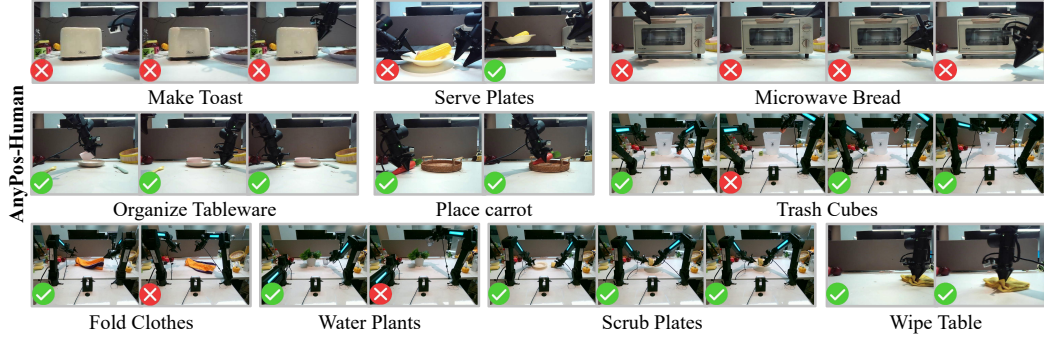 AnyPos-Human
Make Toast
Serve Plates
Microwave Bread
Organize Tableware
Place carrot
Trash Cubes
Fold Clothes
Water Plants
Scrub Plates
Wipe Table